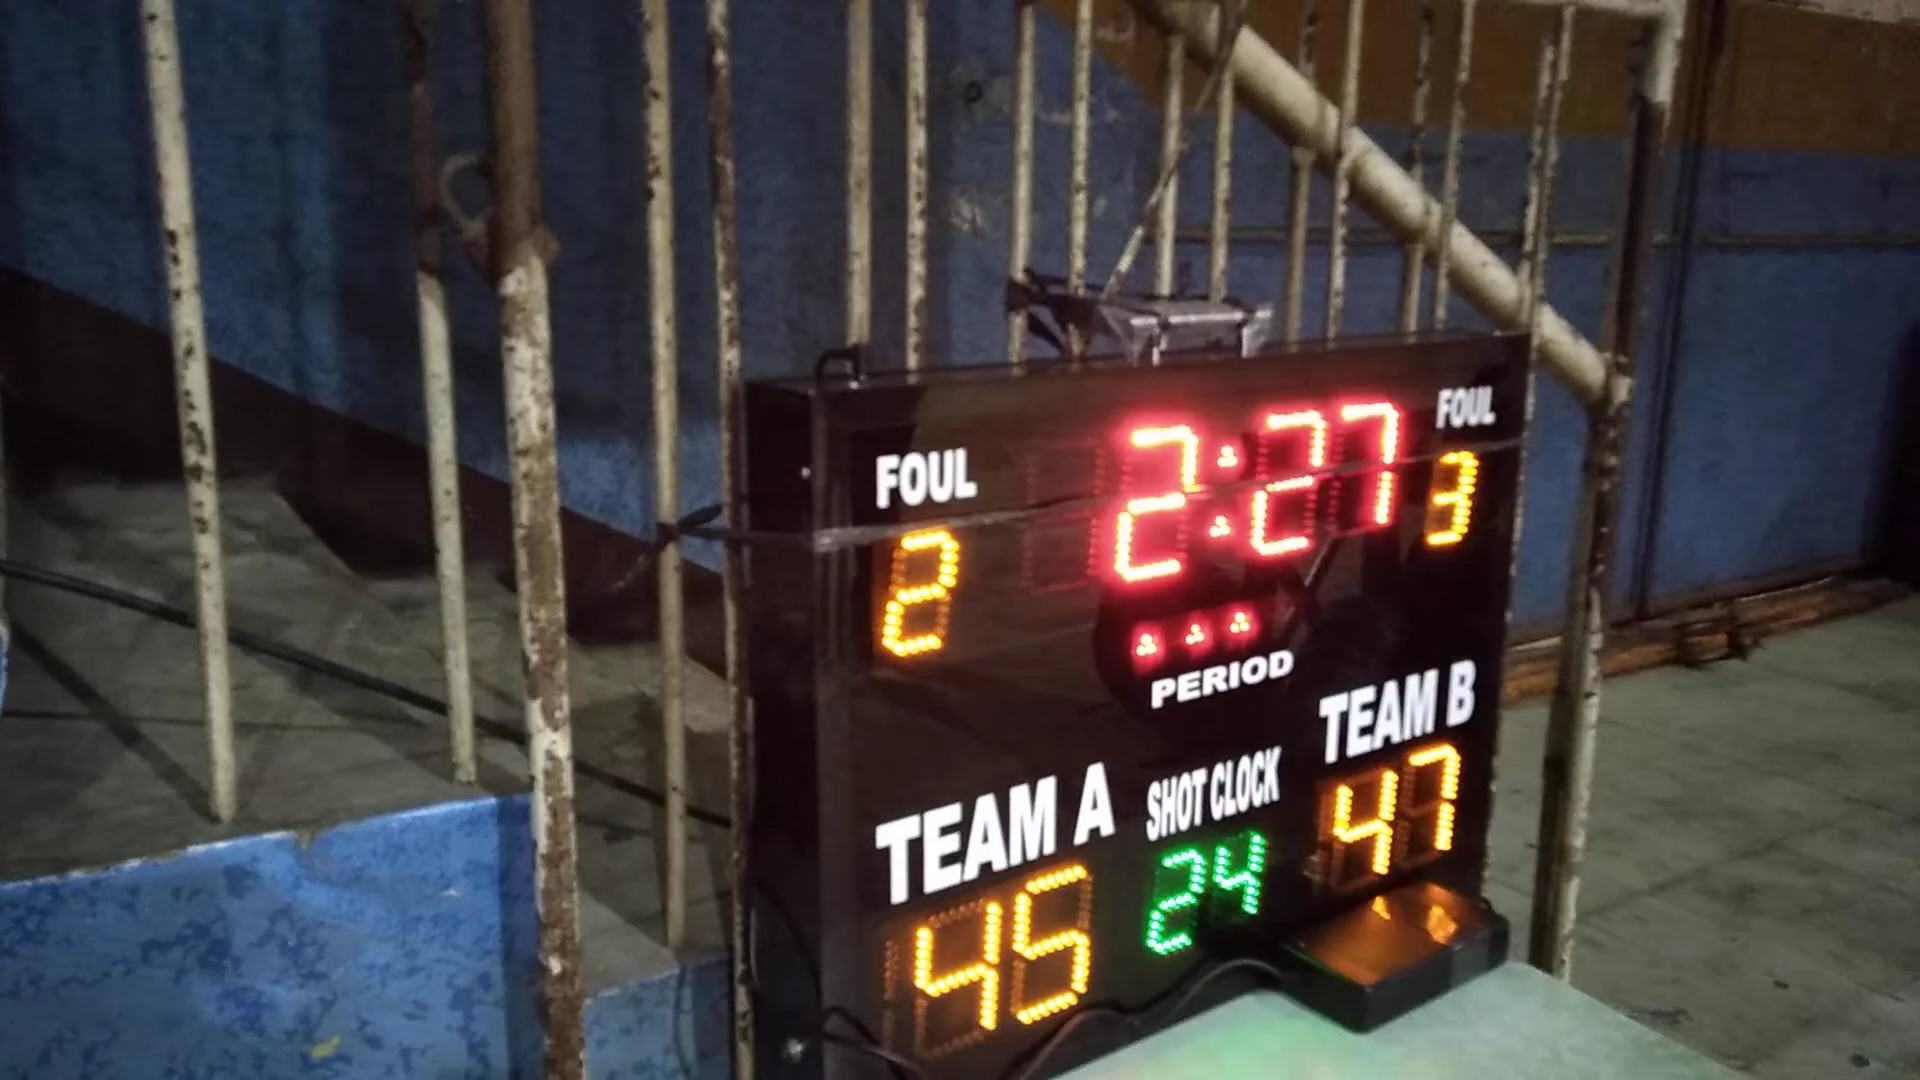 FOUL 2:27 FOUL
2 3
PERIOD
TEAM A SHOT CLOCK TEAM B
45 24 47